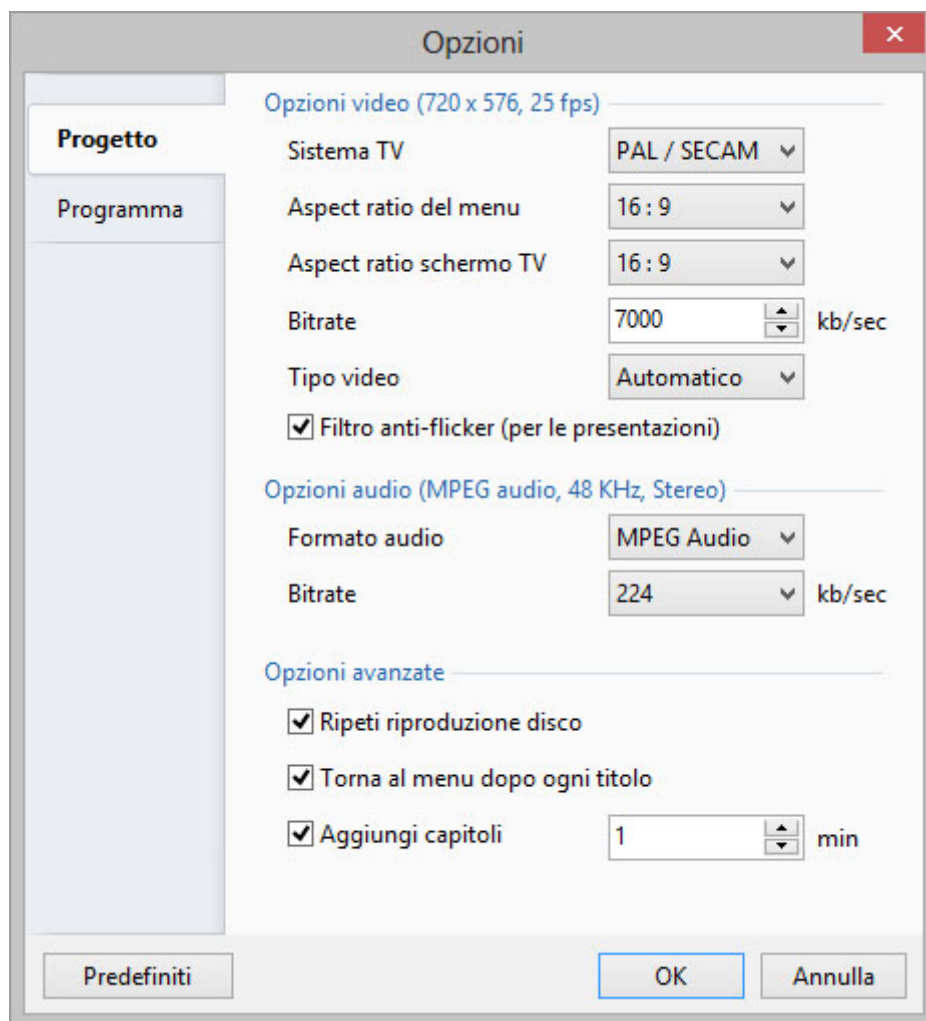 Opzioni
Progetto
Programma
Opzioni video (720 x 576, 25 fps)
Sistema TV PAL / SECAM
Aspect ratio del menu 16 : 9
Aspect ratio schermo TV 16 : 9
Bitrate 7000 kb/sec
Tipo video Automatico
Filtro anti-flicker (per le presentazioni)
Opzioni audio (MPEG audio, 48 KHz, Stereo)
Formato audio MPEG Audio
Bitrate 224 kb/sec
Opzioni avanzate
Ripeti riproduzione disco
Torna al menu dopo ogni titolo
Aggiungi capitoli 1 min
Predefiniti OK Annulla